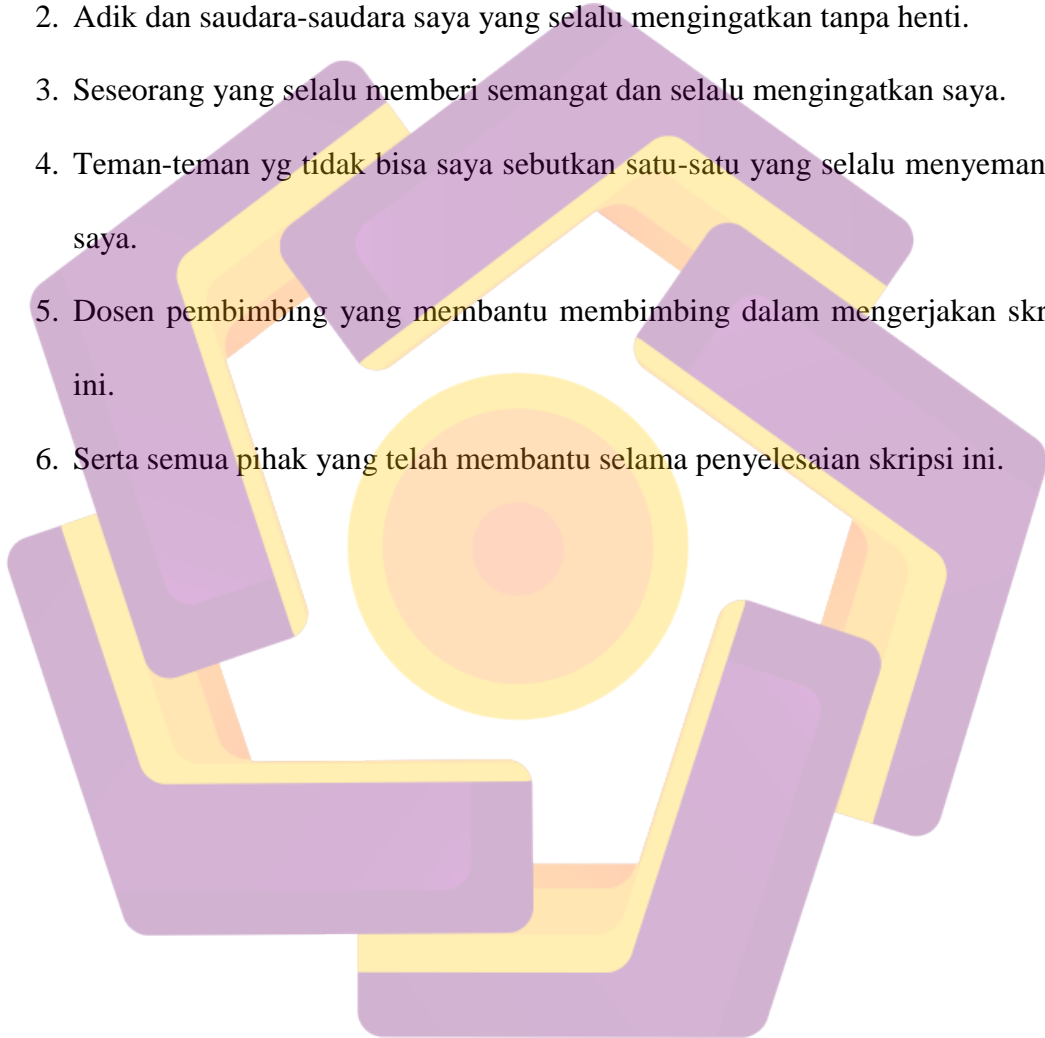 2. Adik dan saudara-saudara saya yang selalu mengingatkan tanpa henti.
3. Seseorang yang selalu memberi semangat dan selalu mengingatkan saya.
4. Teman-teman yg tidak bisa saya sebutkan satu-satu yang selalu menyeman
saya.
5. Dosen pembimbing yang membantu membimbing dalam mengerjakan skr
ini.
6. Serta semua pihak yang telah membantu selama penyelesaian skripsi ini.